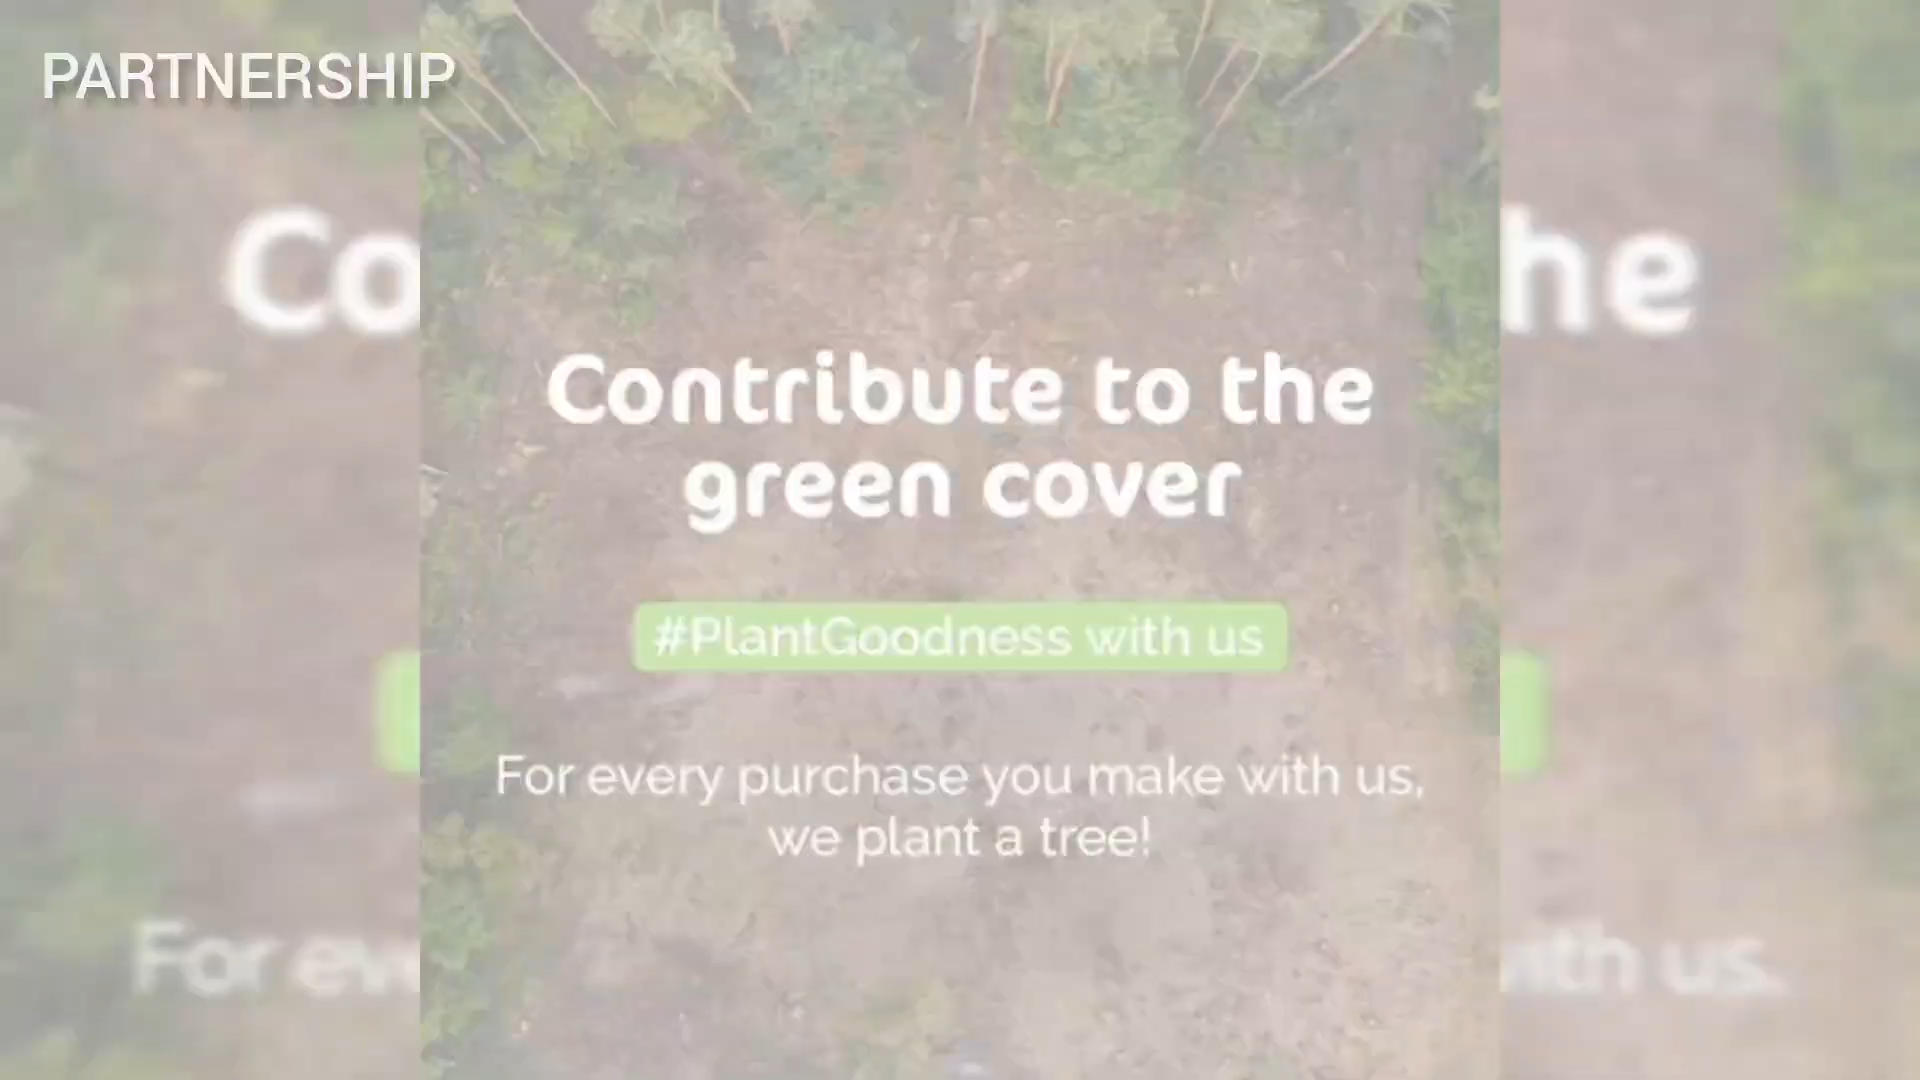 PARTNERSHIP
Contribute to the
green cover
#PlantGoodness with us
For every purchase you make with us,
we plant a tree!